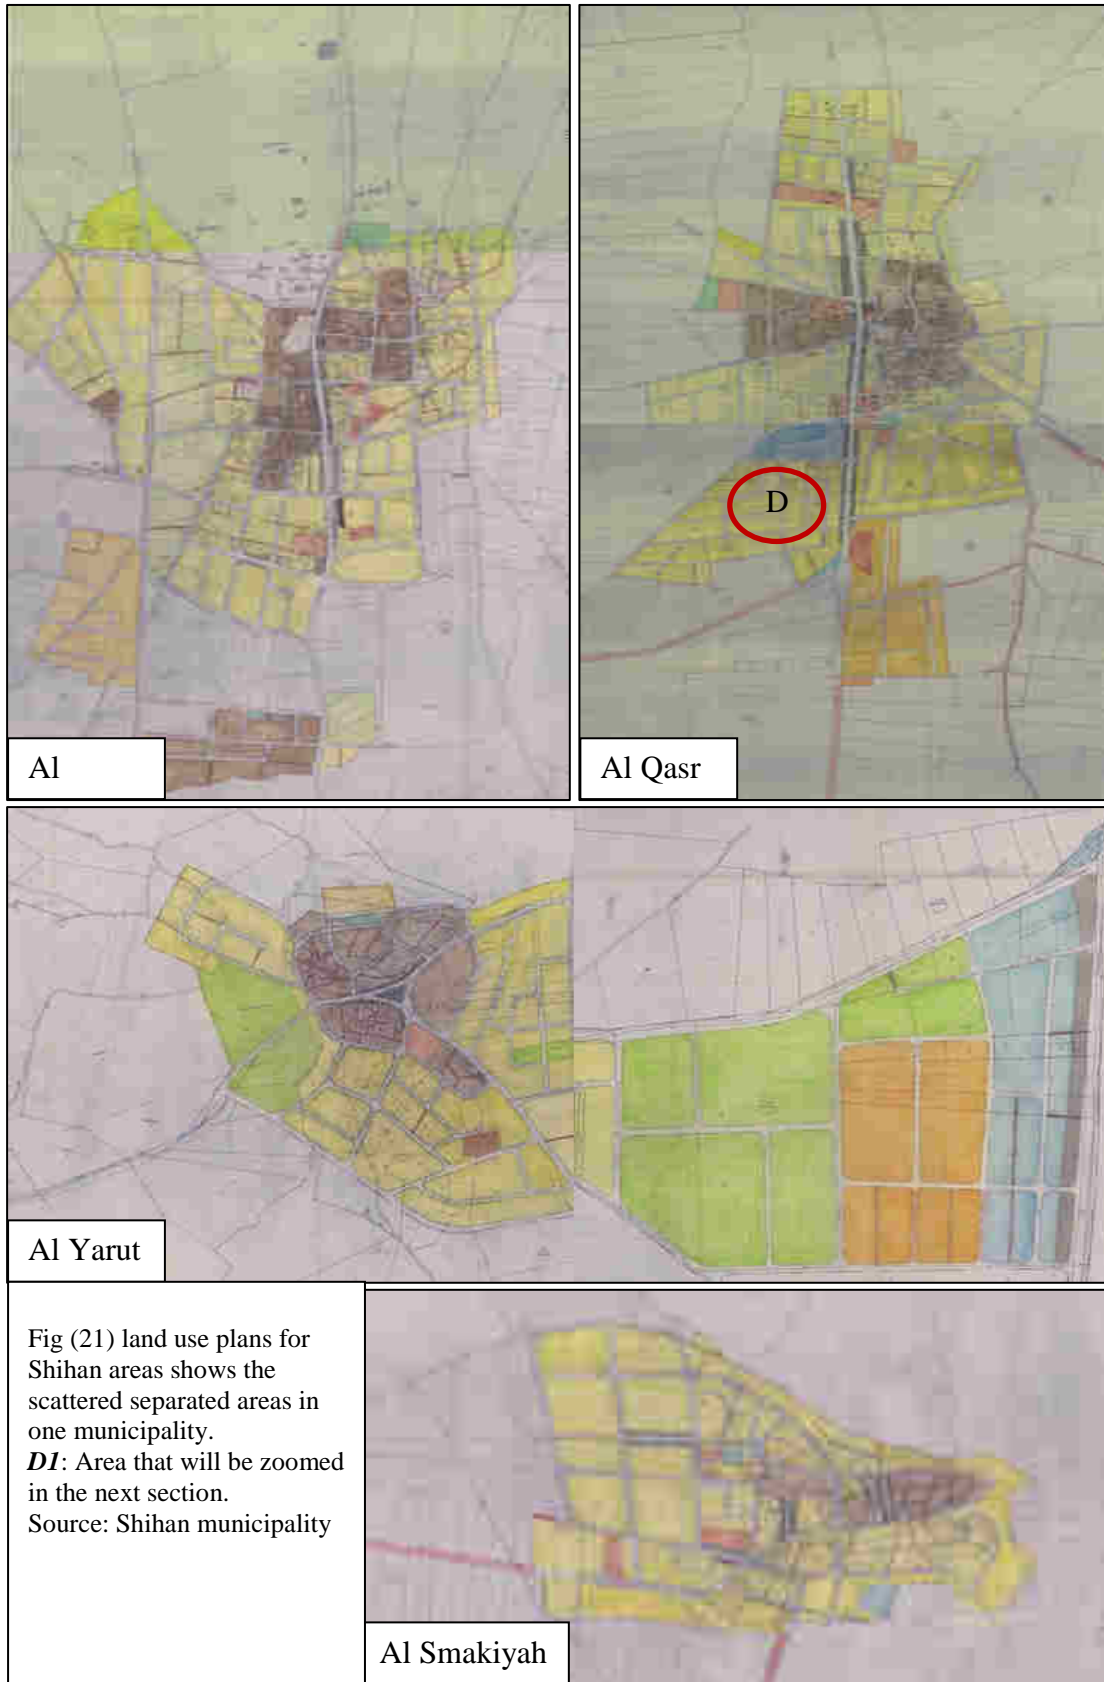 D
Al
Al Qasr
Al Yarut
Fig (21) land use plans for
Shihan areas shows the
scattered separated areas in
one municipality.
D1: Area that will be zoomed
in the next section.
Source: Shihan municipality
Al Smakiyah